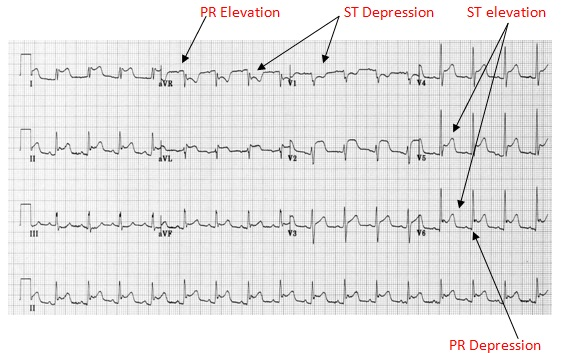 PR Elevation ST Depression ST elevation
I aVR V1 V4
II aVL V2 V5
III aVF V3 V6
II
PR Depression